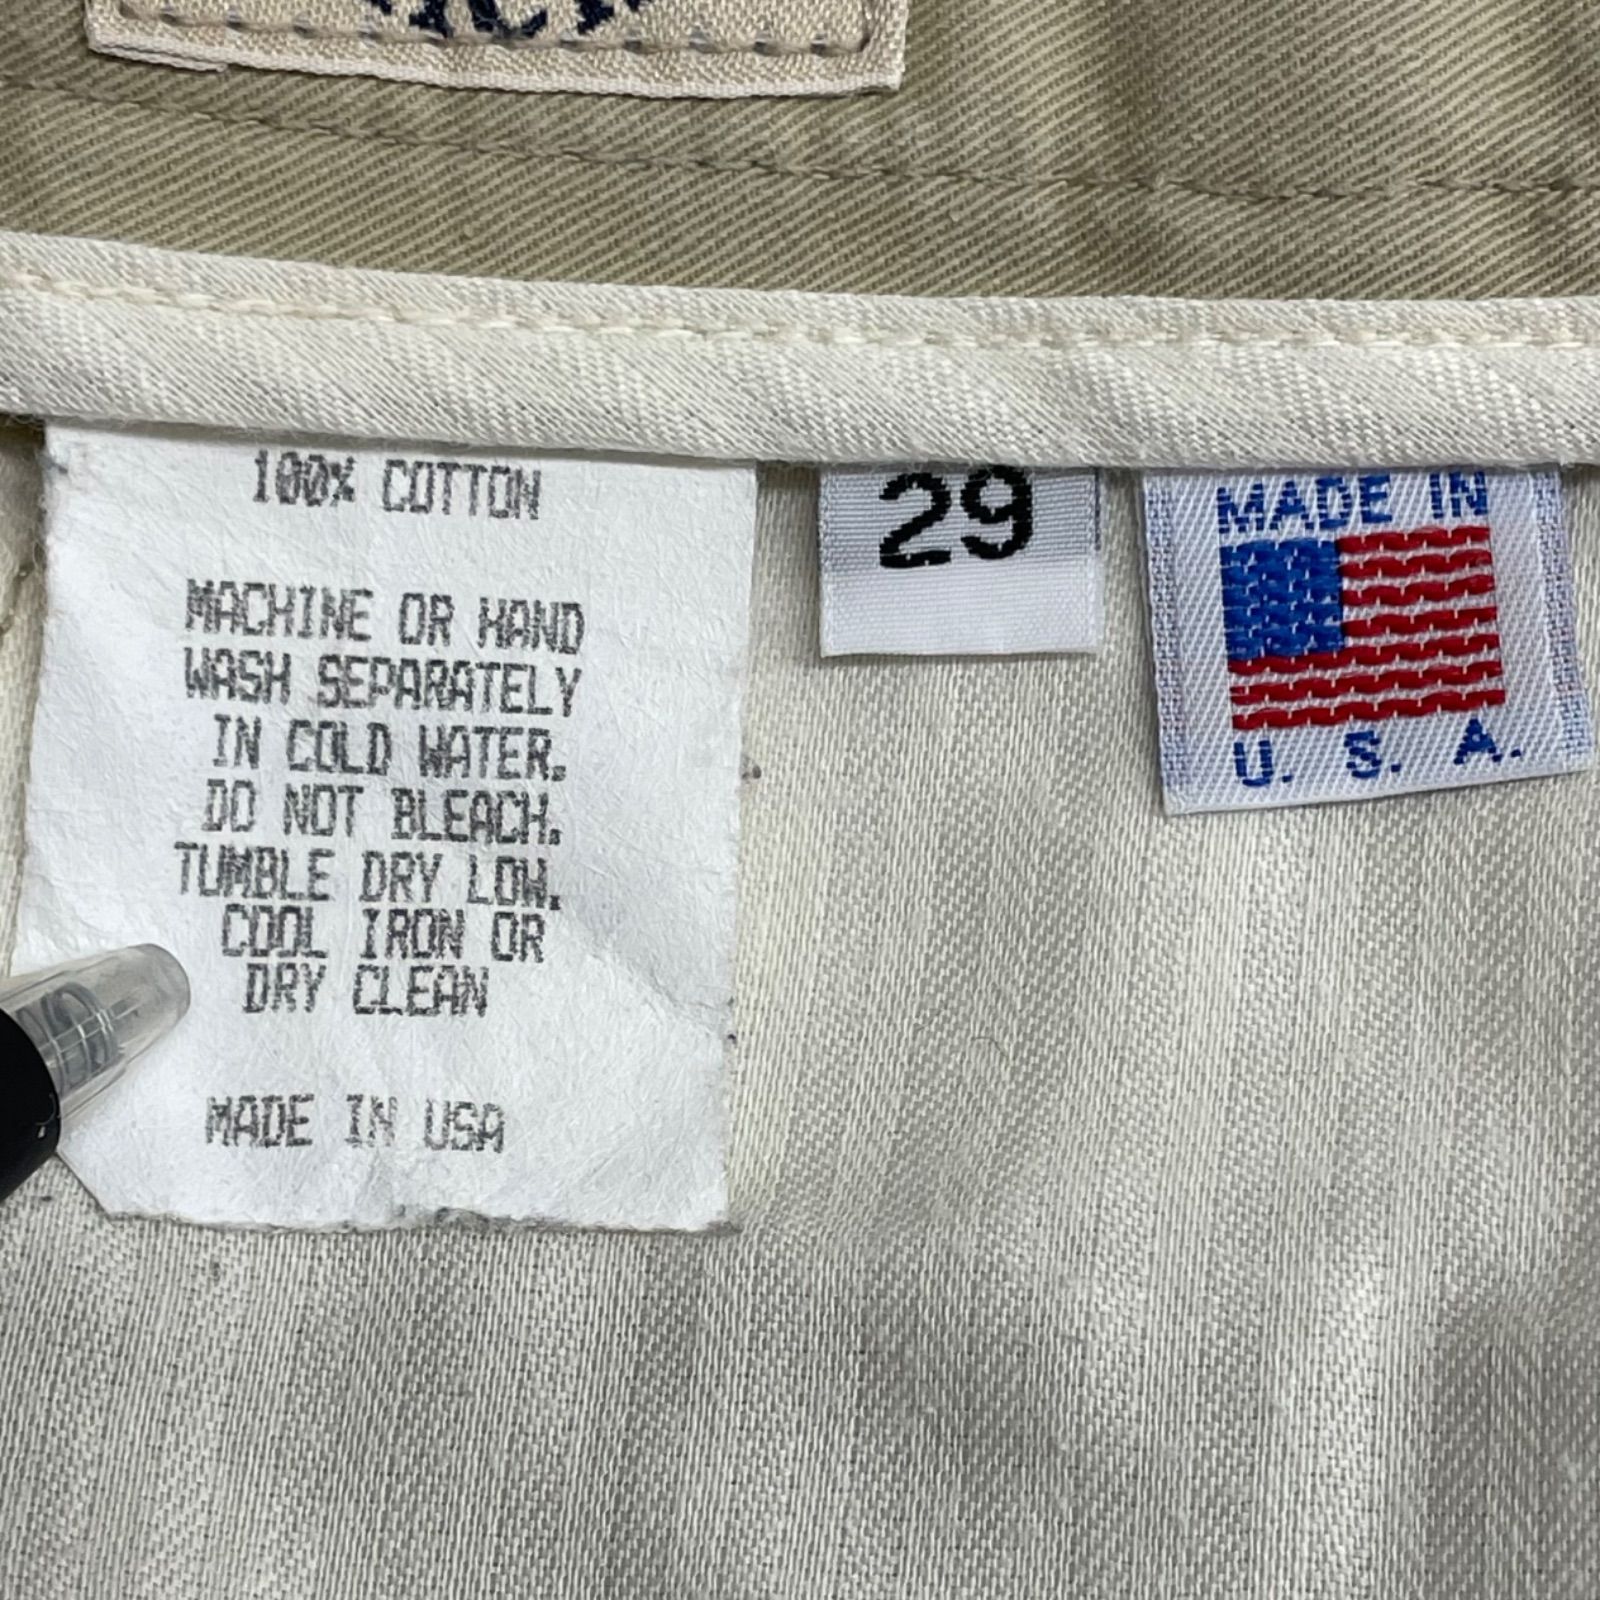 100% COTTON
MACHINE OR HAND
WASH SEPARATELY
IN COLD WATER.
DO NOT BLEACH.
TUMBLE DRY LOW.
COOL IRON OR
DRY CLEAN
MADE IN USA
29
MADE IN
U. S. A.